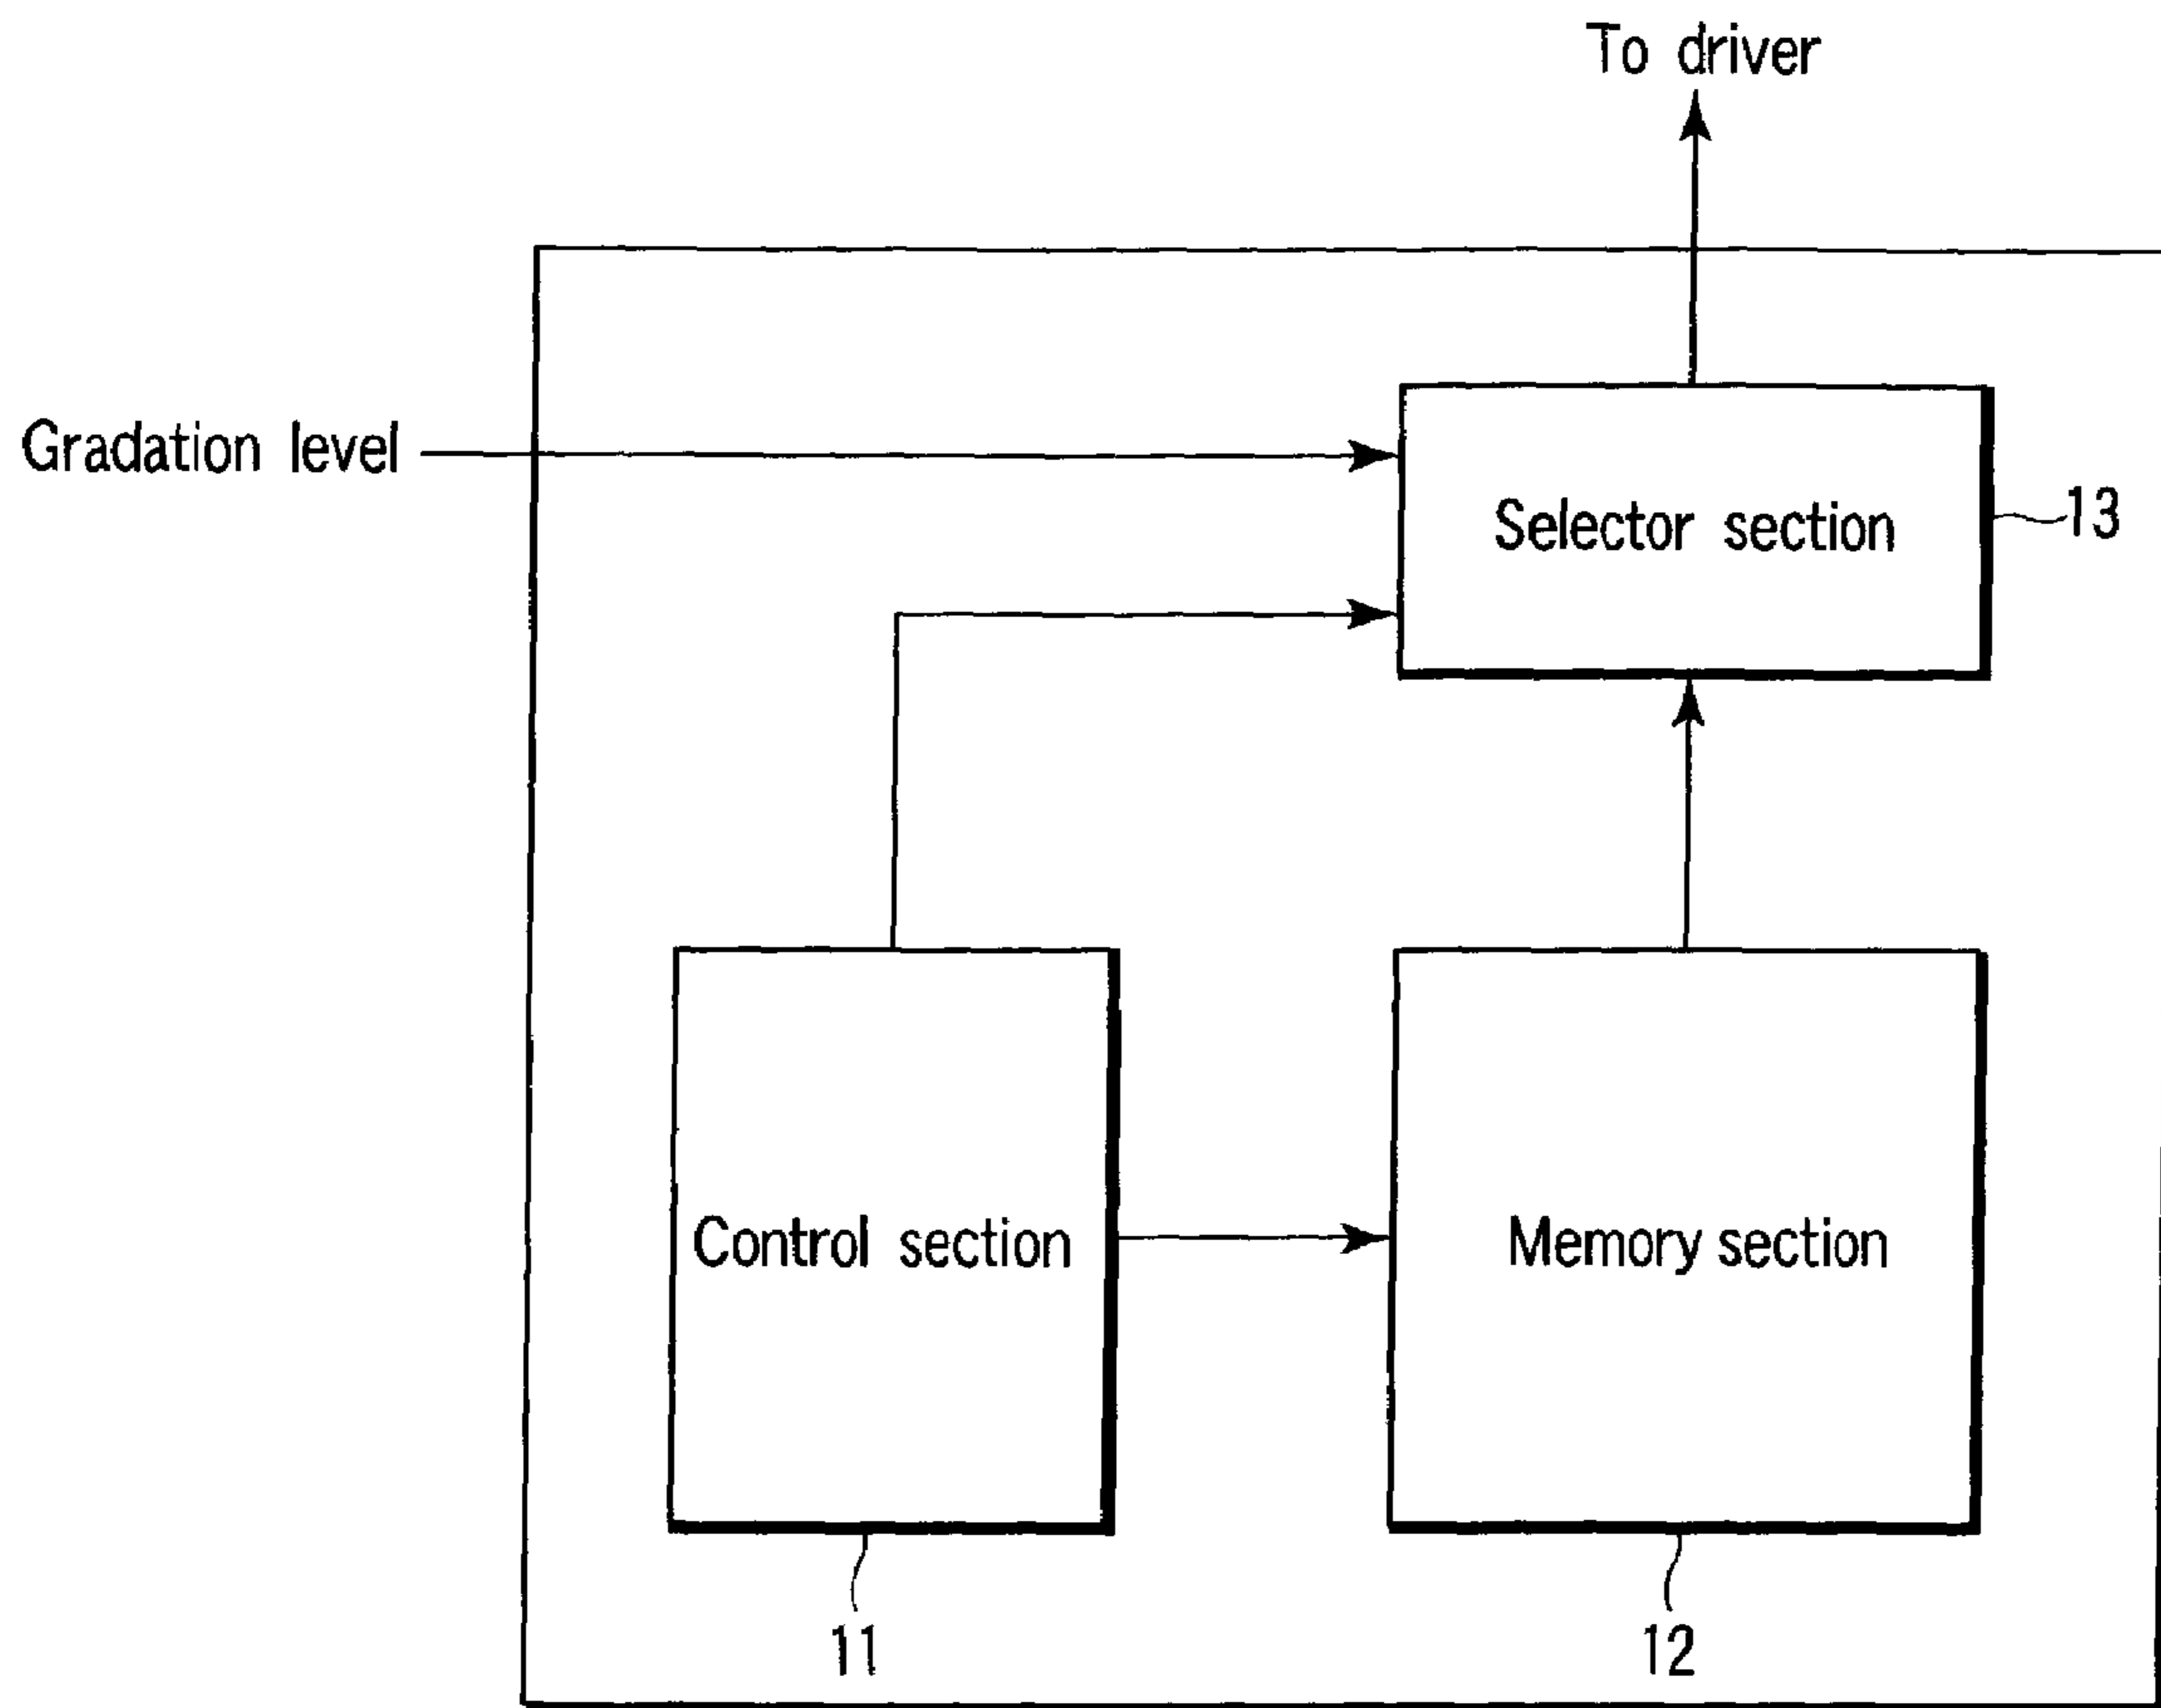 To driver
Gradation level
Selector section
13
Control section
Memory section
11
12